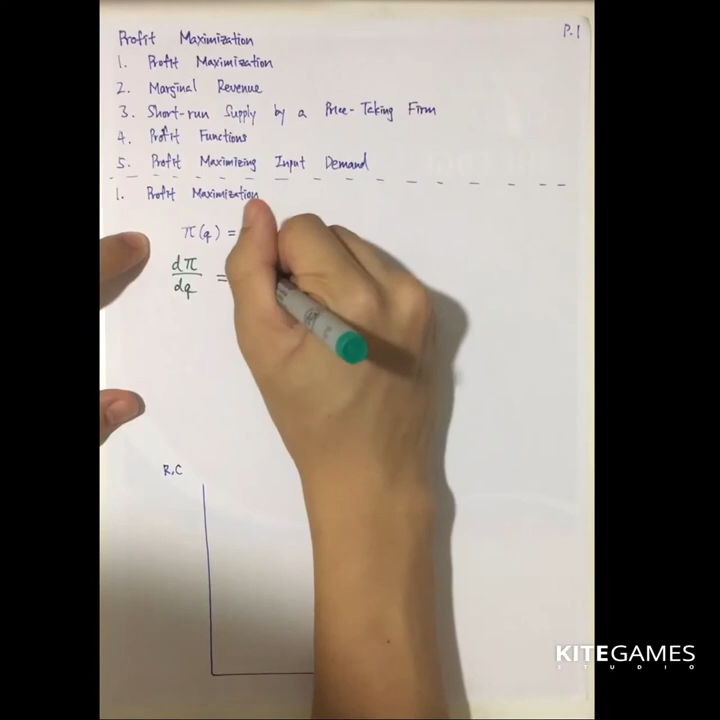 P.1
Profit Maximization
1. Profit Maximization
2. Marginal Revenue
3. Short-run Supply by a Price-Taking Firm
4. Profit Functions
5. Profit Maximizing Input Demand
1. Profit Maximization
π(q) =
dπ/dq =
R,C
KITEGAMES
STUDIO